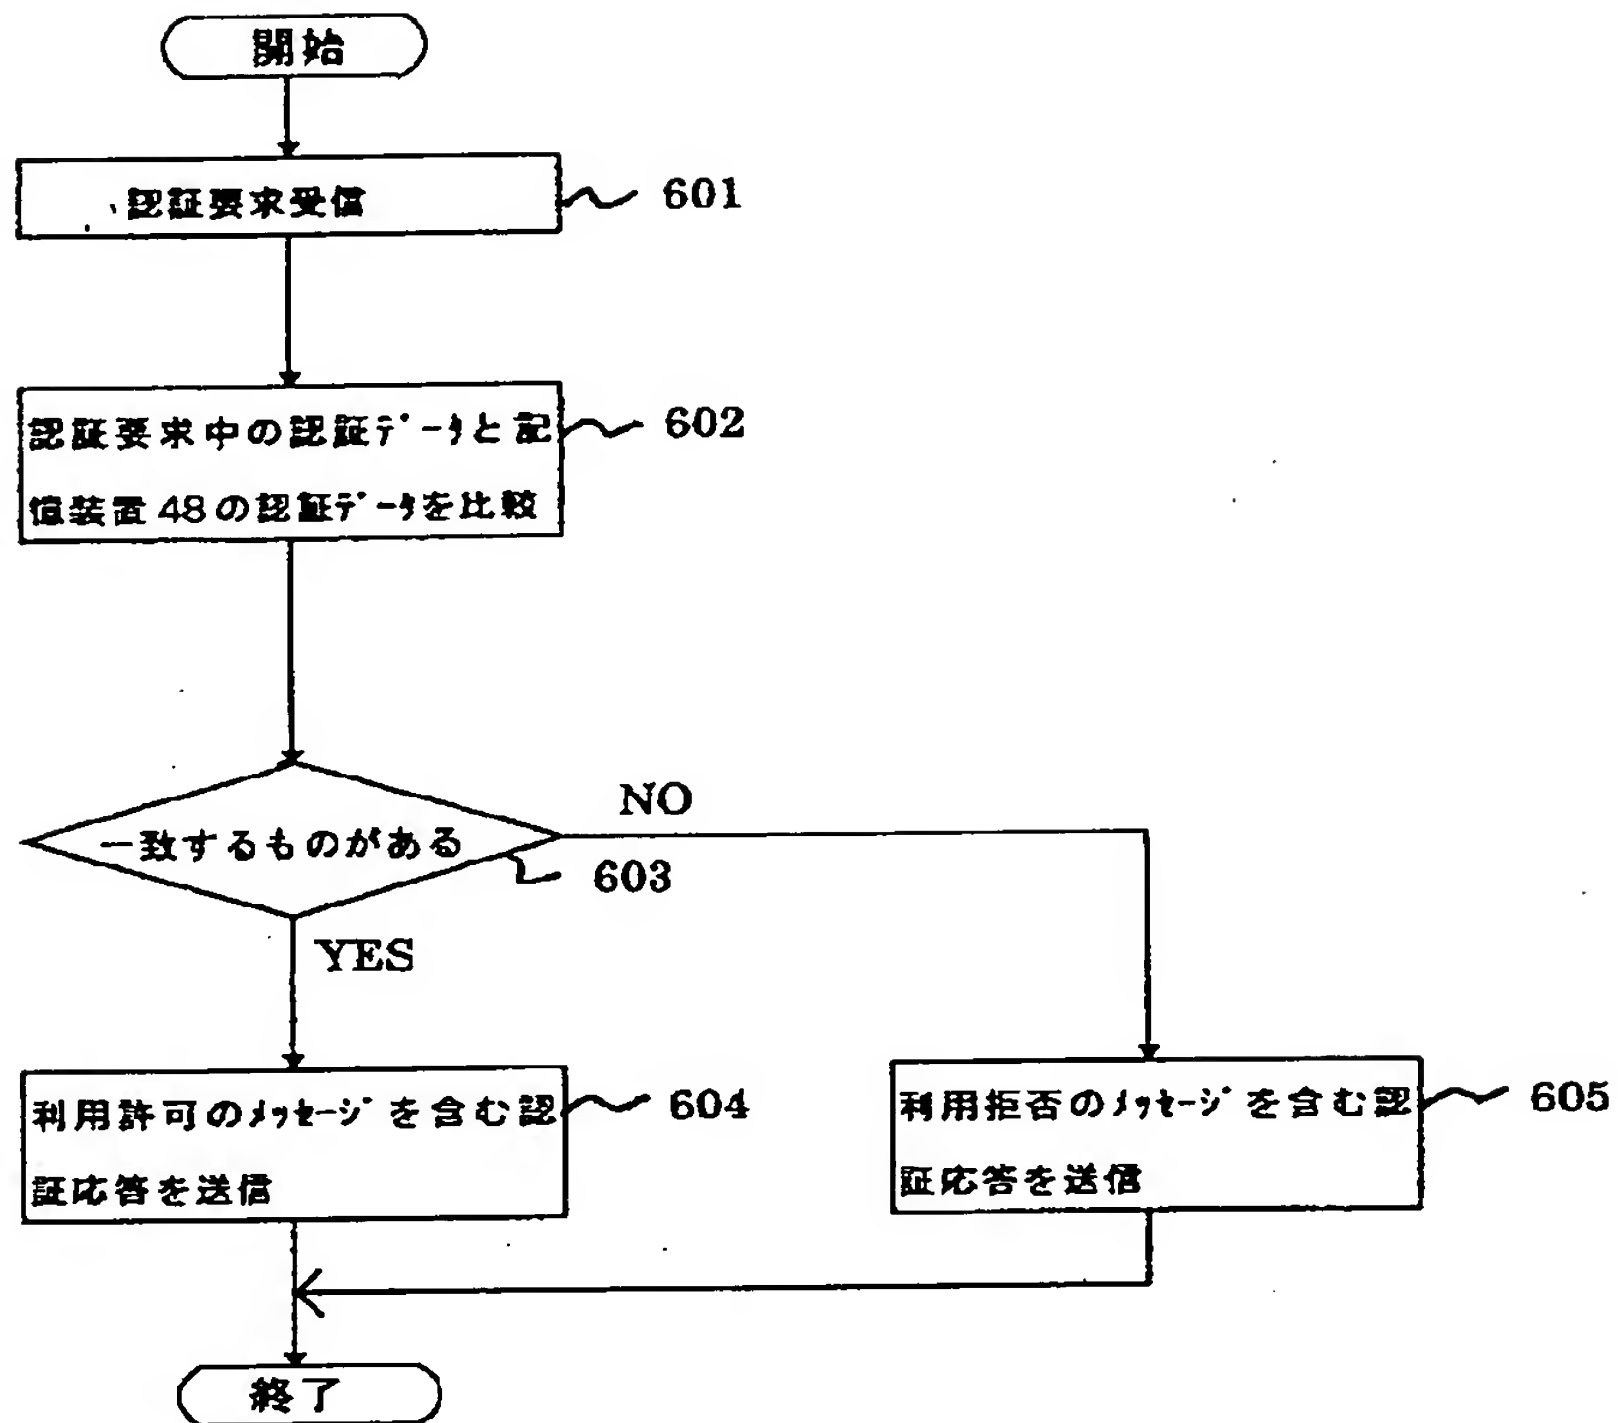 開始
認証要求受信
601
認証要求中の認証データと記
憶装置48の認証データを比較
602
一致するものがある
603
NO
YES
利用許可のメッセージを含む認
証応答を送信
604
利用拒否のメッセージを含む認
証応答を送信
605
終了